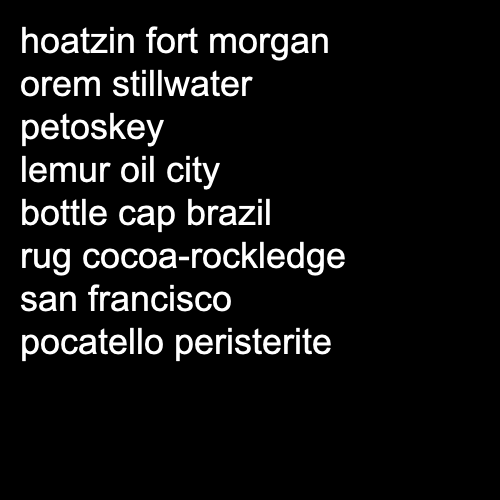 hoatzin fort morgan
orem stillwater
petoskey
lemur oil city
bottle cap brazil
rug cocoa-rockledge
san francisco
pocatello peristerite